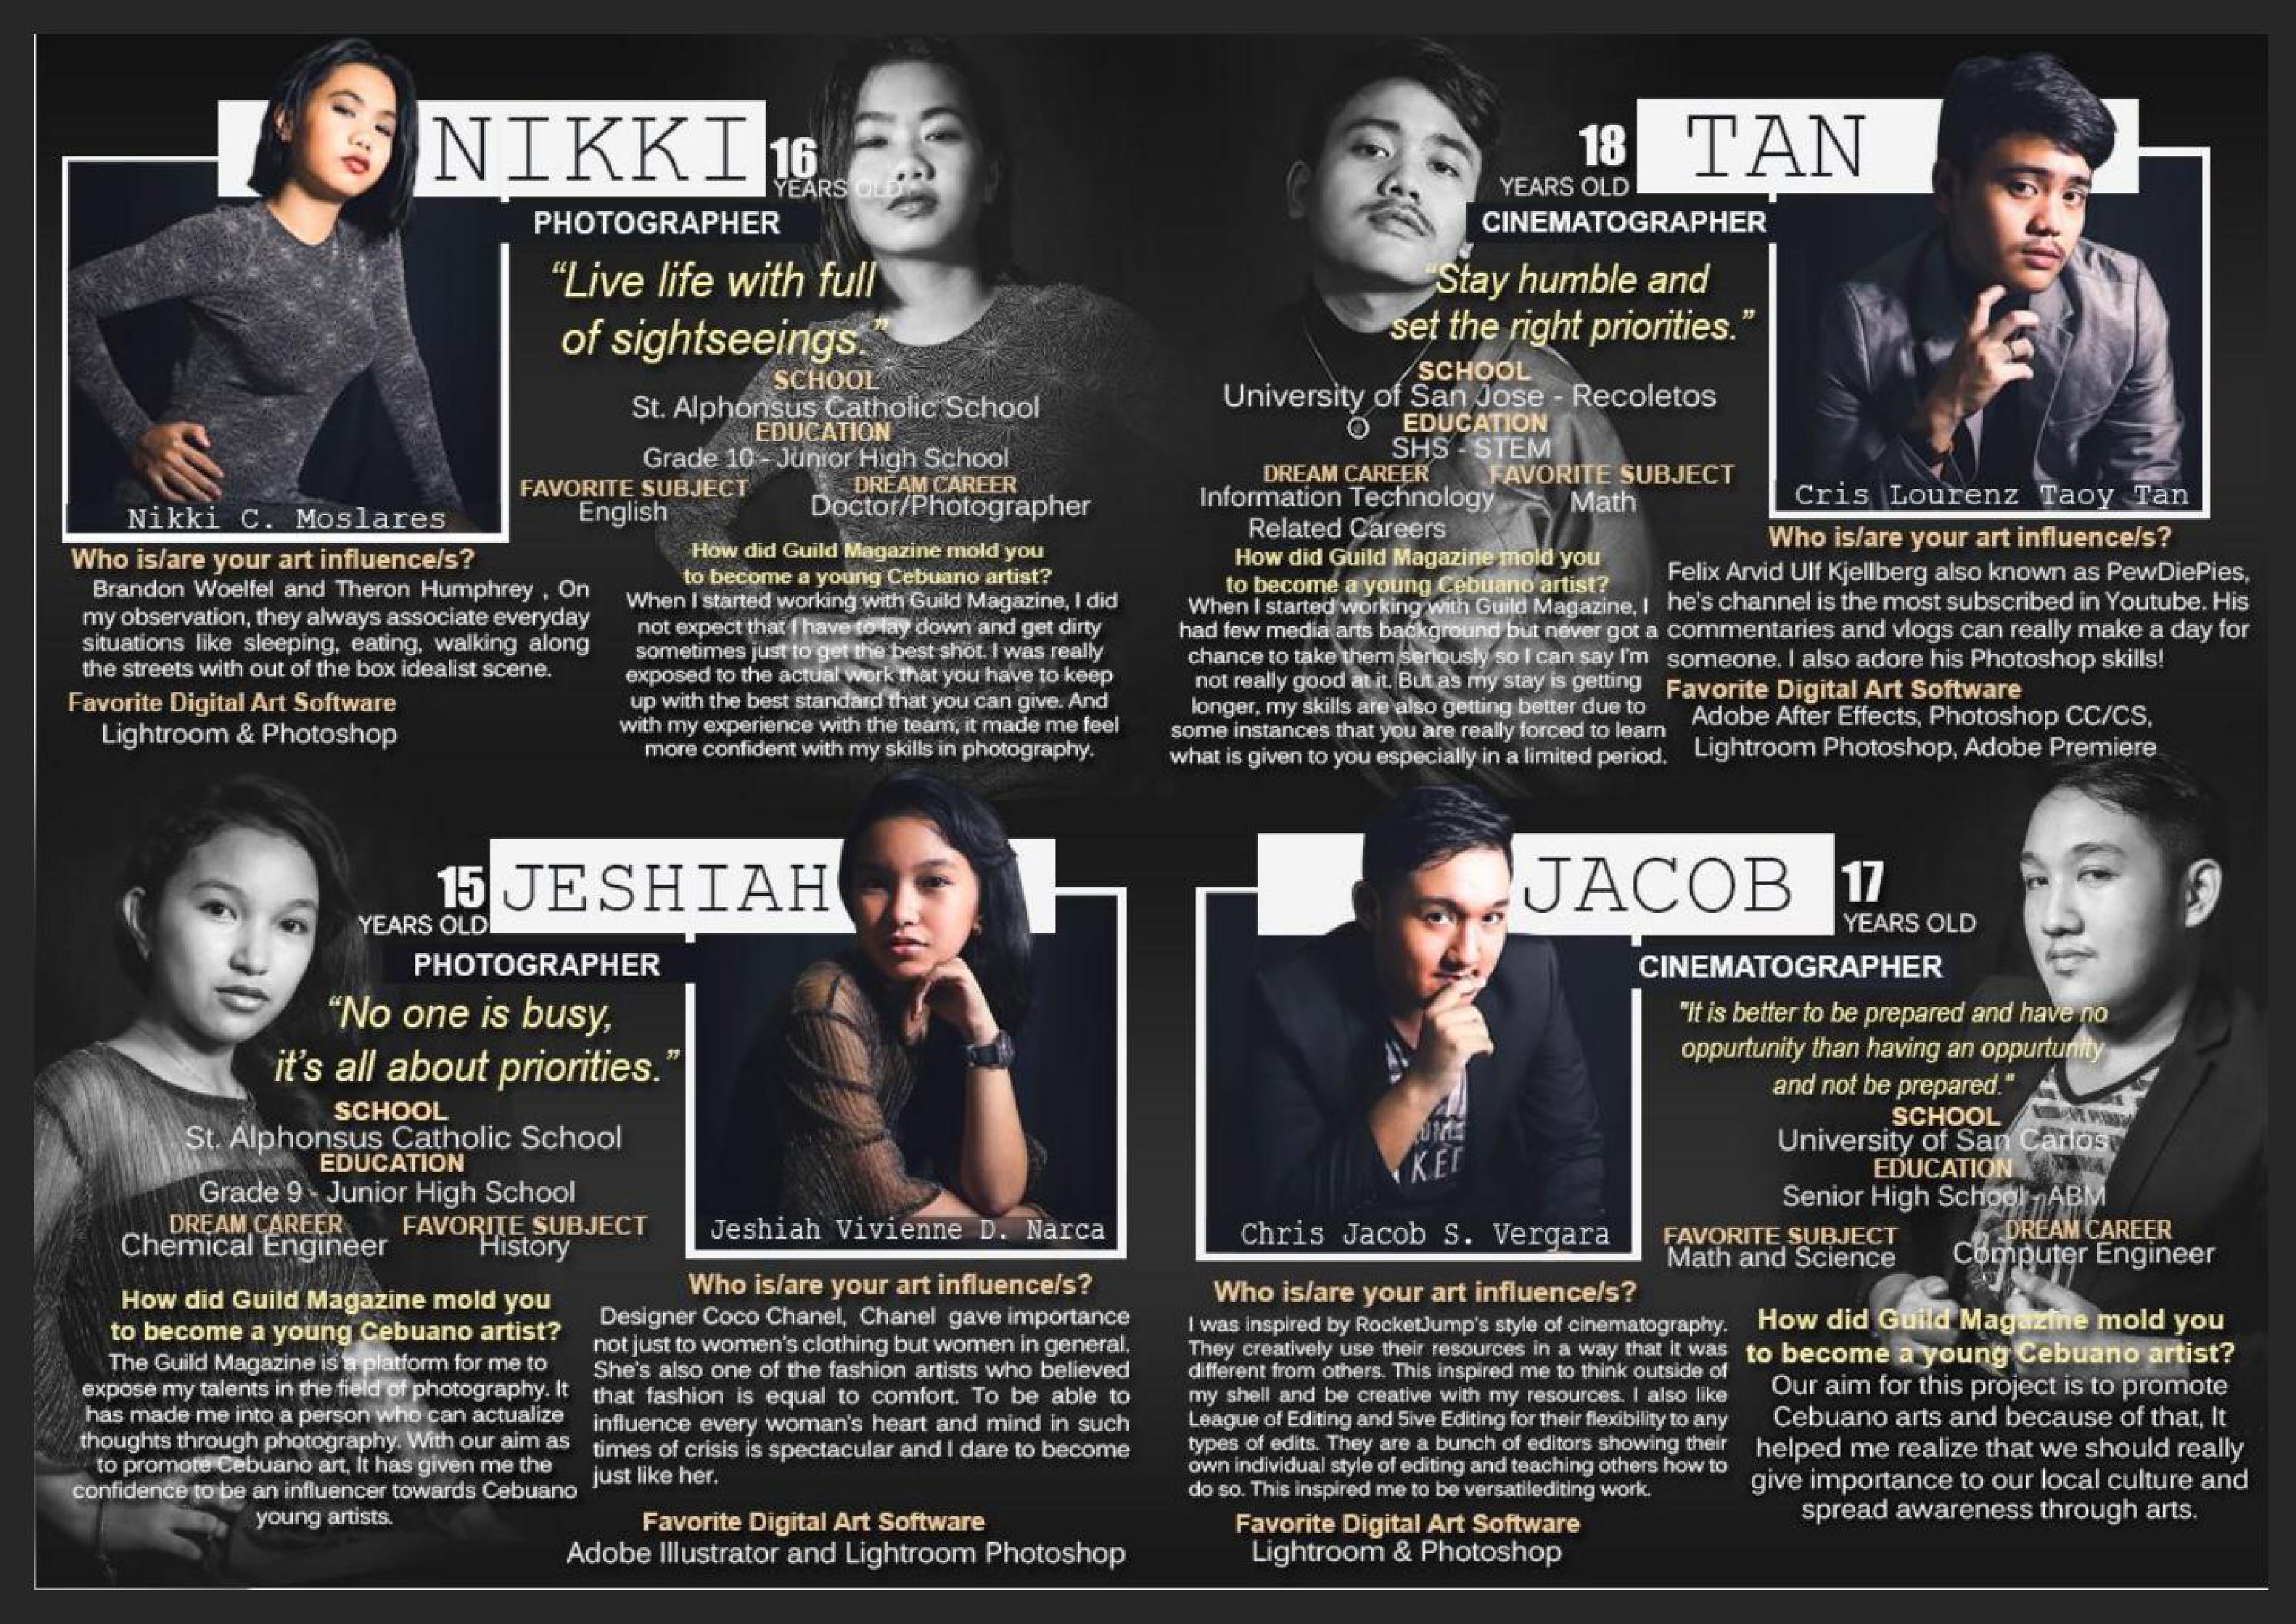 NIKKI
16
YEARS OLD
PHOTOGRAPHER
“Live life with full
of sightseeings.”
SCHOOL
St. Alphonsus Catholic School
EDUCATION
Grade 10 - Junior High School
FAVORITE SUBJECT
English
DREAM CAREER
Doctor/Photographer
Nikki C. Moslares
Who is/are your art influence/s?
Brandon Woelfel and Theron Humphrey , On
my observation, they always associate everyday
situations like sleeping, eating, walking along
the streets with out of the box idealist scene.
Favorite Digital Art Software
Lightroom & Photoshop
How did Guild Magazine mold you
to become a young Cebuano artist?
When I started working with Guild Magazine, I did
not expect that I have to lay down and get dirty
sometimes just to get the best shot. I was really
exposed to the actual work that you have to keep
up with the best standard that you can give. And
with my experience with the team, it made me feel
more confident with my skills in photography.
18
YEARS OLD
TAN
CINEMATOGRAPHER
“Stay humble and
set the right priorities.”
SCHOOL
University of San Jose - Recoletos
EDUCATION
SHS - STEM
DREAM CAREER
Information Technology
Related Careers
FAVORITE SUBJECT
Math
Cris Lourenz Taoy Tan
How did Guild Magazine mold you
to become a young Cebuano artist?
When I started working with Guild Magazine, I
had few media arts background but never got a
chance to take them seriously so I can say I'm
not really good at it. But as my stay is getting
longer, my skills are also getting better due to
some instances that you are really forced to learn
what is given to you especially in a limited period.
Who is/are your art influence/s?
Felix Arvid Ulf Kjellberg also known as PewDiePies,
he's channel is the most subscribed in Youtube. His
commentaries and vlogs can really make a day for
someone. I also adore his Photoshop skills!
Favorite Digital Art Software
Adobe After Effects, Photoshop CC/CS,
Lightroom Photoshop, Adobe Premiere
15
YEARS OLD
JESHIAH
PHOTOGRAPHER
“No one is busy,
it's all about priorities.”
SCHOOL
St. Alphonsus Catholic School
EDUCATION
Grade 9 - Junior High School
DREAM CAREER
Chemical Engineer
FAVORITE SUBJECT
History
Jeshiah Vivienne D. Narca
How did Guild Magazine mold you
to become a young Cebuano artist?
The Guild Magazine is a platform for me to
expose my talents in the field of photography. It
has made me into a person who can actualize
thoughts through photography. With our aim as
to promote Cebuano art, It has given me the
confidence to be an influencer towards Cebuano
young artists.
Who is/are your art influence/s?
Designer Coco Chanel, Chanel gave importance
not just to women's clothing but women in general.
She's also one of the fashion artists who believed
that fashion is equal to comfort. To be able to
influence every woman's heart and mind in such
times of crisis is spectacular and I dare to become
just like her.
Favorite Digital Art Software
Adobe Illustrator and Lightroom Photoshop
JACOB
17
YEARS OLD
CINEMATOGRAPHER
"It is better to be prepared and have no
oppurtunity than having an oppurtunity
and not be prepared."
SCHOOL
University of San Carlos
EDUCATION
Senior High School - ABM
FAVORITE SUBJECT
Math and Science
DREAM CAREER
Computer Engineer
Chris Jacob S. Vergara
Who is/are your art influence/s?
I was inspired by RocketJump's style of cinematography.
They creatively use their resources in a way that it was
different from others. This inspired me to think outside of
my shell and be creative with my resources. I also like
League of Editing and 5ive Editing for their flexibility to any
types of edits. They are a bunch of editors showing their
own individual style of editing and teaching others how to
do so. This inspired me to be versatilediting work.
Favorite Digital Art Software
Lightroom & Photoshop
How did Guild Magazine mold you
to become a young Cebuano artist?
Our aim for this project is to promote
Cebuano arts and because of that, It
helped me realize that we should really
give importance to our local culture and
spread awareness through arts.